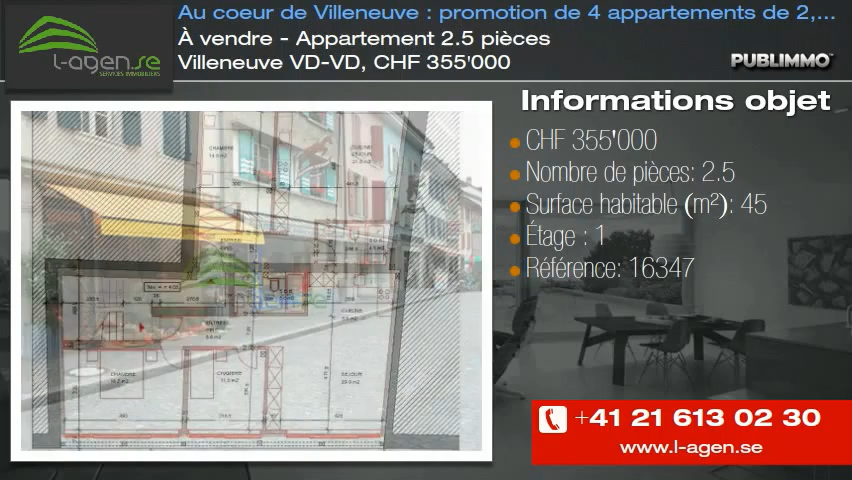 Au coeur de Villeneuve : promotion de 4 appartements de 2,...
l-agen.se
SERVICES IMMOBILIERS
À vendre - Appartement 2.5 pièces
Villeneuve VD-VD, CHF 355'000
PUBLIMMO
Informations objet
CHF 355'000
Nombre de pièces: 2.5
Surface habitable (m²): 45
Étage : 1
Référence: 16347
CHAMBRE
CHAMBRE
CHAMBRE
SEJOUR
+41 21 613 02 30
www.l-agen.se